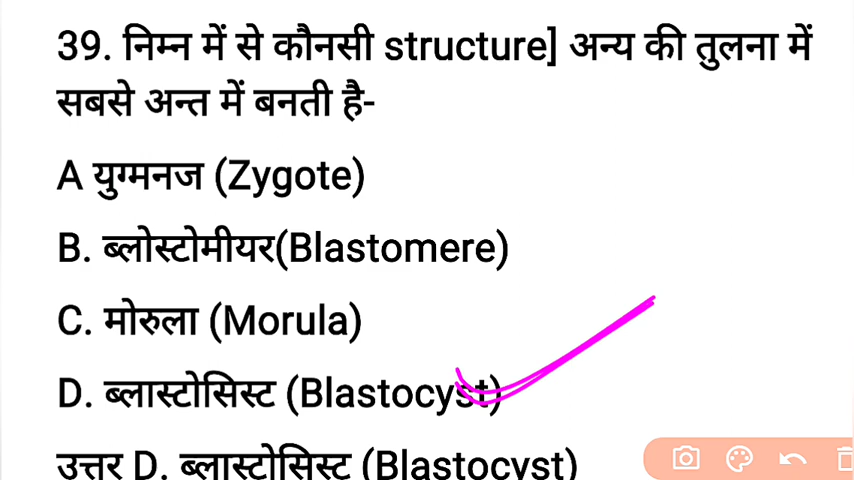 39. निम्न में से कौनसी structure] अन्य की तुलना में
सबसे अन्त में बनती है-
A युग्मनज (Zygote)
B. ब्लोस्टोमीयर(Blastomere)
C. मोरुला (Morula)
D. ब्लास्टोसिस्ट (Blastocyst)
उत्तर D. ब्लास्टोसिस्ट (Blastocyst)